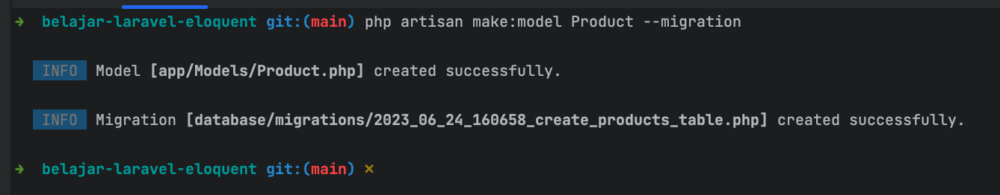 ➜ belajar-laravel-eloquent git:(main) php artisan make:model Product --migration
INFO Model [app/Models/Product.php] created successfully.
INFO Migration [database/migrations/2023_06_24_160658_create_products_table.php] created successfully.
➜ belajar-laravel-eloquent git:(main) ✗